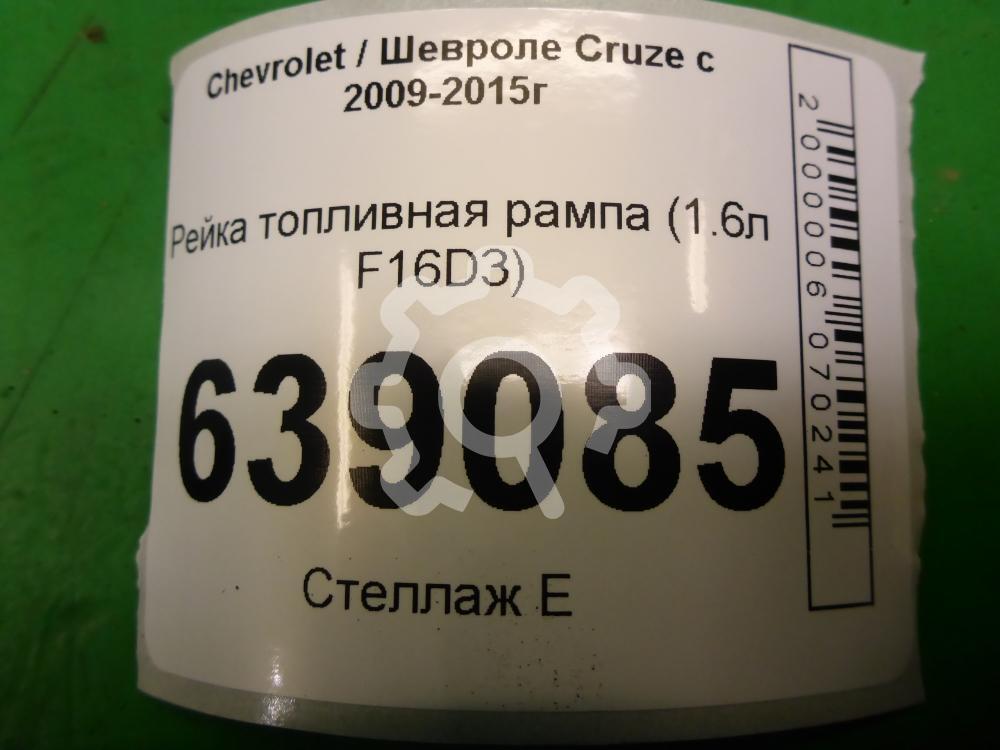 Chevrolet / Шевроле Cruze с
2009-2015г
Рейка топливная рампа (1.6л
F16D3)
639085
Стеллаж Е
2000006070241